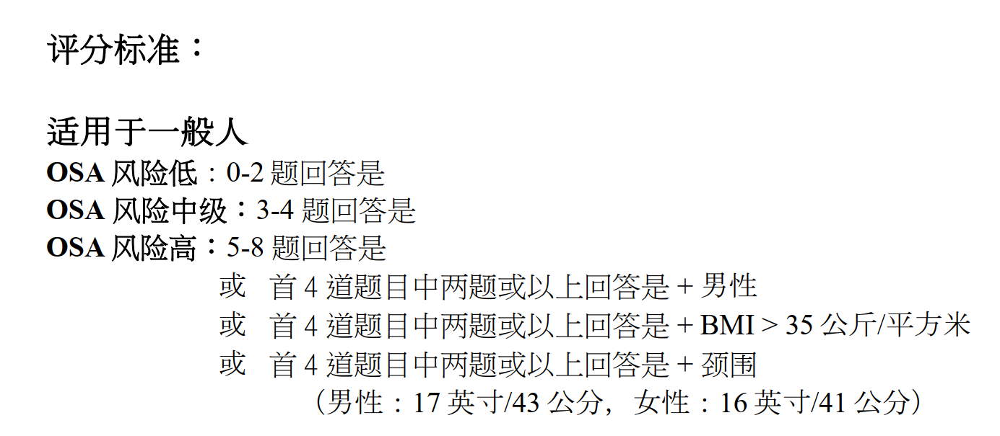 评分标准：
适用于一般人
OSA 风险低：0-2 题回答是
OSA 风险中级：3-4 题回答是
OSA 风险高：5-8 题回答是
或 首 4 道题目中两题或以上回答是 + 男性
或 首 4 道题目中两题或以上回答是 + BMI > 35 公斤/平方米
或 首 4 道题目中两题或以上回答是 + 颈围
（男性：17 英寸/43 公分，女性：16 英寸/41 公分）